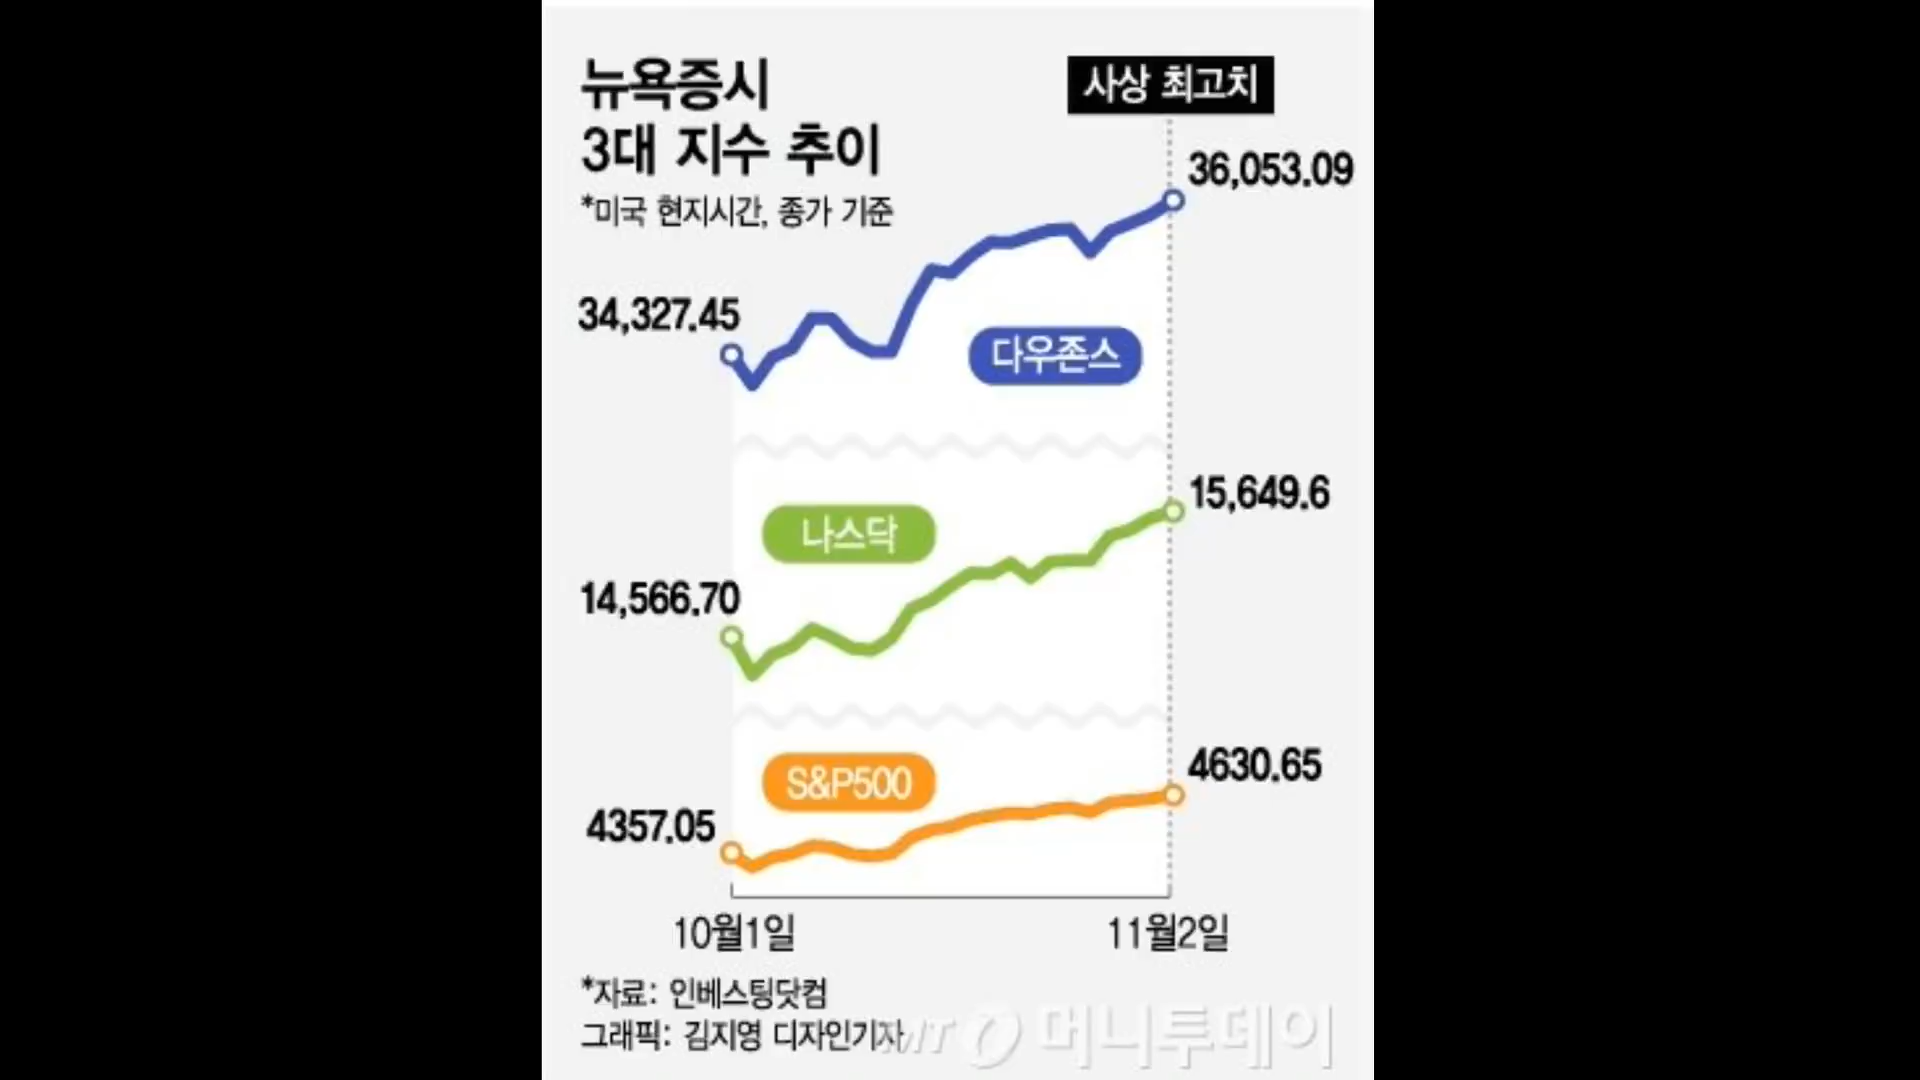 뉴욕증시
3대 지수 추이
*미국 현지시간, 종가 기준
사상 최고치
36,053.09
34,327.45
다우존스
15,649.6
나스닥
14,566.70
4630.65
S&P500
4357.05
10월1일
11월2일
*자료: 인베스팅닷컴
그래픽: 김지영 디자인기자
MT 머니투데이